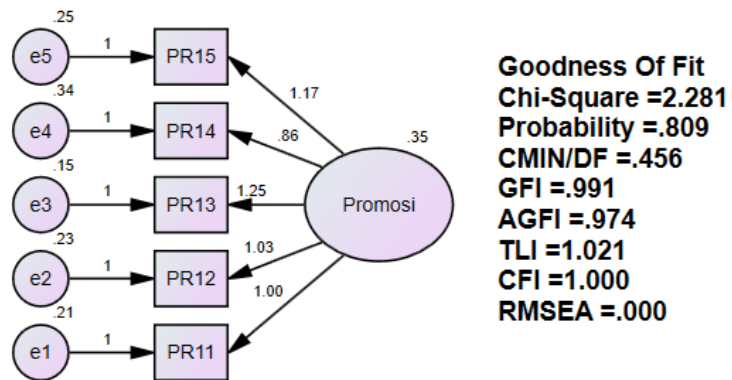 .25
e5 1 PR15
1.17
.34
e4 1 PR14
.86
.35
.15
e3 1 PR13 1.25 Promosi
.23
e2 1 PR12 1.03
1.00
.21
e1 1 PR11
Goodness Of Fit
Chi-Square =2.281
Probability =.809
CMIN/DF =.456
GFI =.991
AGFI =.974
TLI =1.021
CFI =1.000
RMSEA =.000